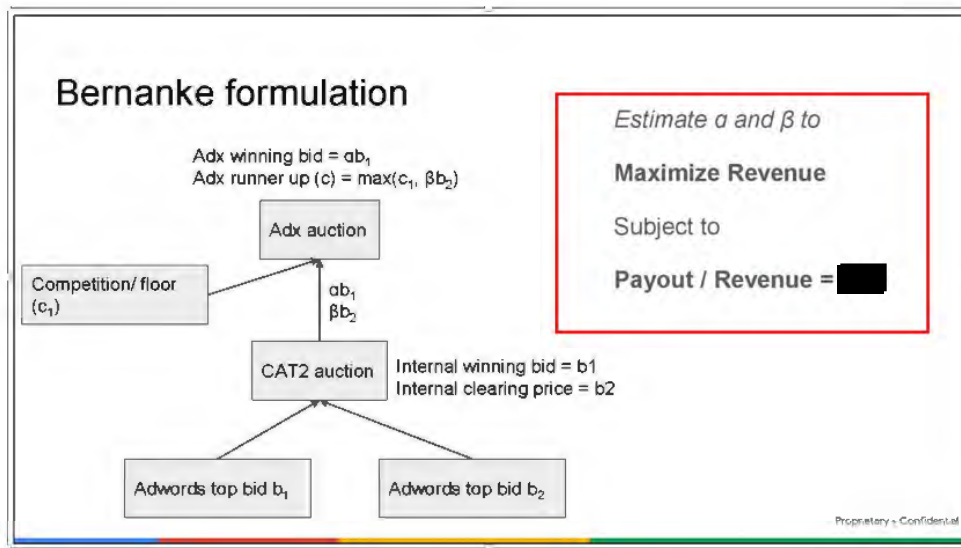 Bernanke formulation
Adx winning bid = αb₁
Adx runner up (c) = max(c₁, βb₂)
Adx auction
Competition/ floor
(c₁)
αb₁
βb₂
CAT2 auction
Internal winning bid = b1
Internal clearing price = b2
Adwords top bid b₁
Adwords top bid b₂
Estimate α and β to
Maximize Revenue
Subject to
Payout / Revenue =
Proprietary + Confidential